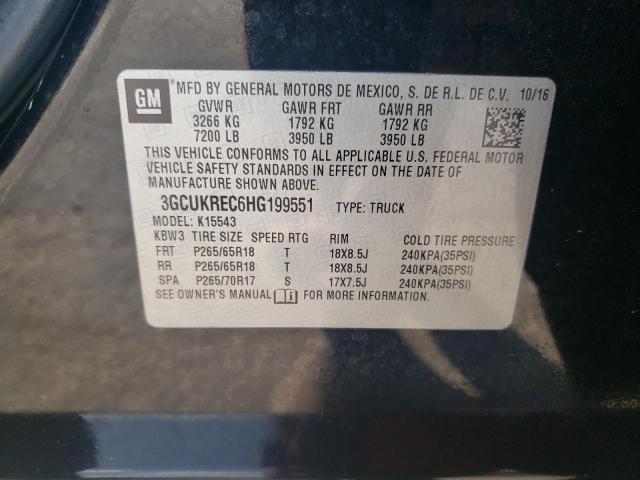 GM
MFD BY GENERAL MOTORS DE MEXICO, S. DE R.L. DE C.V. 10/16
GVWR GAWR FRT GAWR RR
3266 KG 1792 KG 1792 KG
7200 LB 3950 LB 3950 LB
THIS VEHICLE CONFORMS TO ALL APPLICABLE U.S. FEDERAL MOTOR
VEHICLE SAFETY STANDARDS IN EFFECT ON THE DATE OF
MANUFACTURE SHOWN ABOVE.
3GCUKREC6HG199551 TYPE: TRUCK
MODEL: K15543
KBW3 TIRE SIZE SPEED RTG RIM COLD TIRE PRESSURE
FRT P265/65R18 T 18X8.5J 240KPA(35PSI)
RR P265/65R18 T 18X8.5J 240KPA(35PSI)
SPA P265/70R17 S 17X7.5J 240KPA(35PSI)
SEE OWNER'S MANUAL FOR MORE INFORMATION.